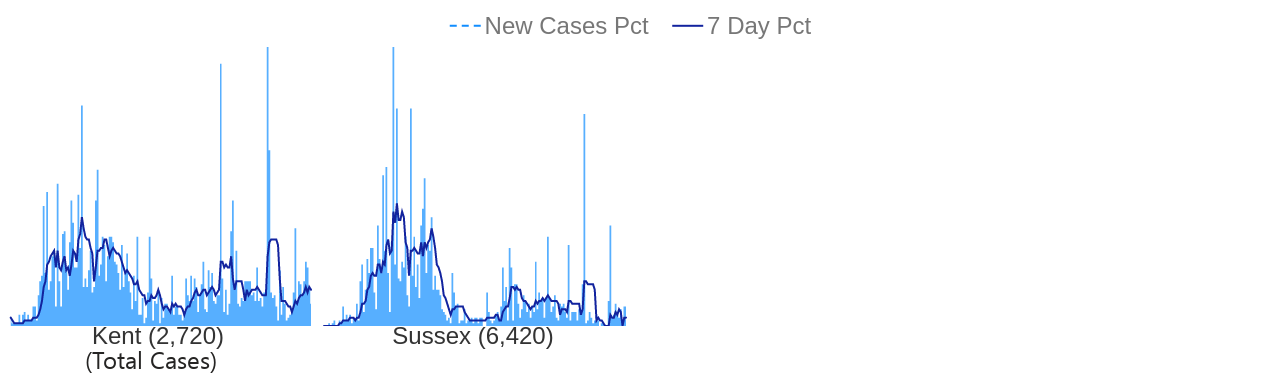 New Cases Pct 7 Day Pct
Kent (2,720) Sussex (6,420)
(Total Cases)